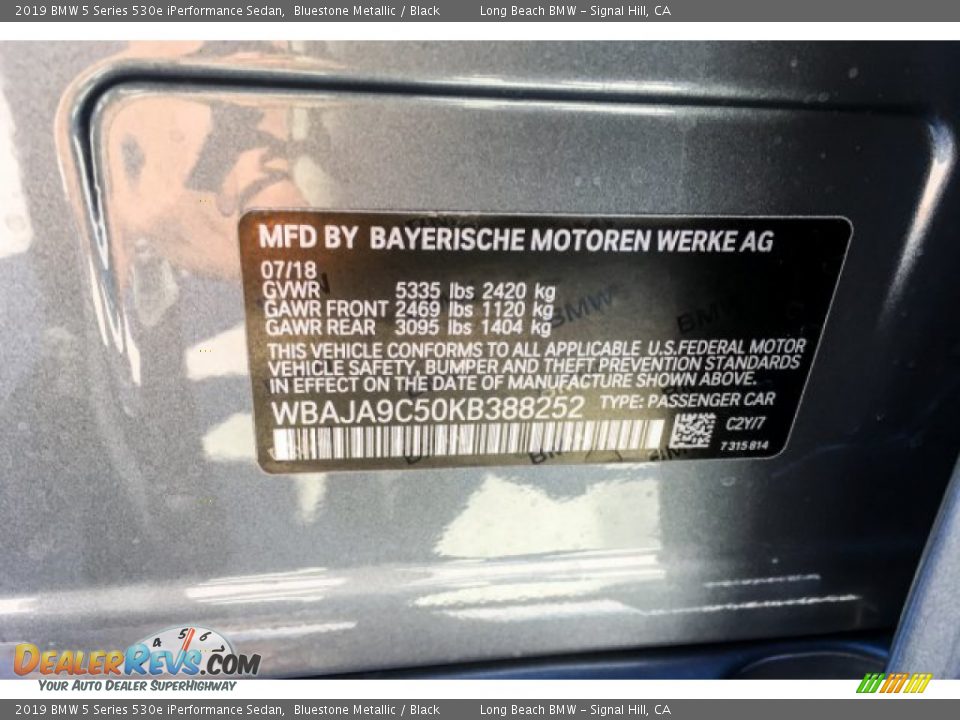 2019 BMW 5 Series 530e iPerformance Sedan,  Bluestone Metallic / Black    Long Beach BMW - Signal Hill, CA
MFD BY BAYERISCHE MOTOREN WERKE AG
07/18
GVWR 5335 lbs 2420 kg
GAWR FRONT 2469 lbs 1120 kg
GAWR REAR 3095 lbs 1404 kg
THIS VEHICLE CONFORMS TO ALL APPLICABLE U.S.FEDERAL MOTOR
VEHICLE SAFETY, BUMPER AND THEFT PREVENTION STANDARDS
IN EFFECT ON THE DATE OF MANUFACTURE SHOWN ABOVE.
WBAJA9C50KB388252 TYPE: PASSENGER CAR
C2Y/7
7315814
4 5 6
DEALERREVS.COM
YOUR AUTO DEALER SUPERHIGHWAY
2019 BMW 5 Series 530e iPerformance Sedan,  Bluestone Metallic / Black    Long Beach BMW - Signal Hill, CA